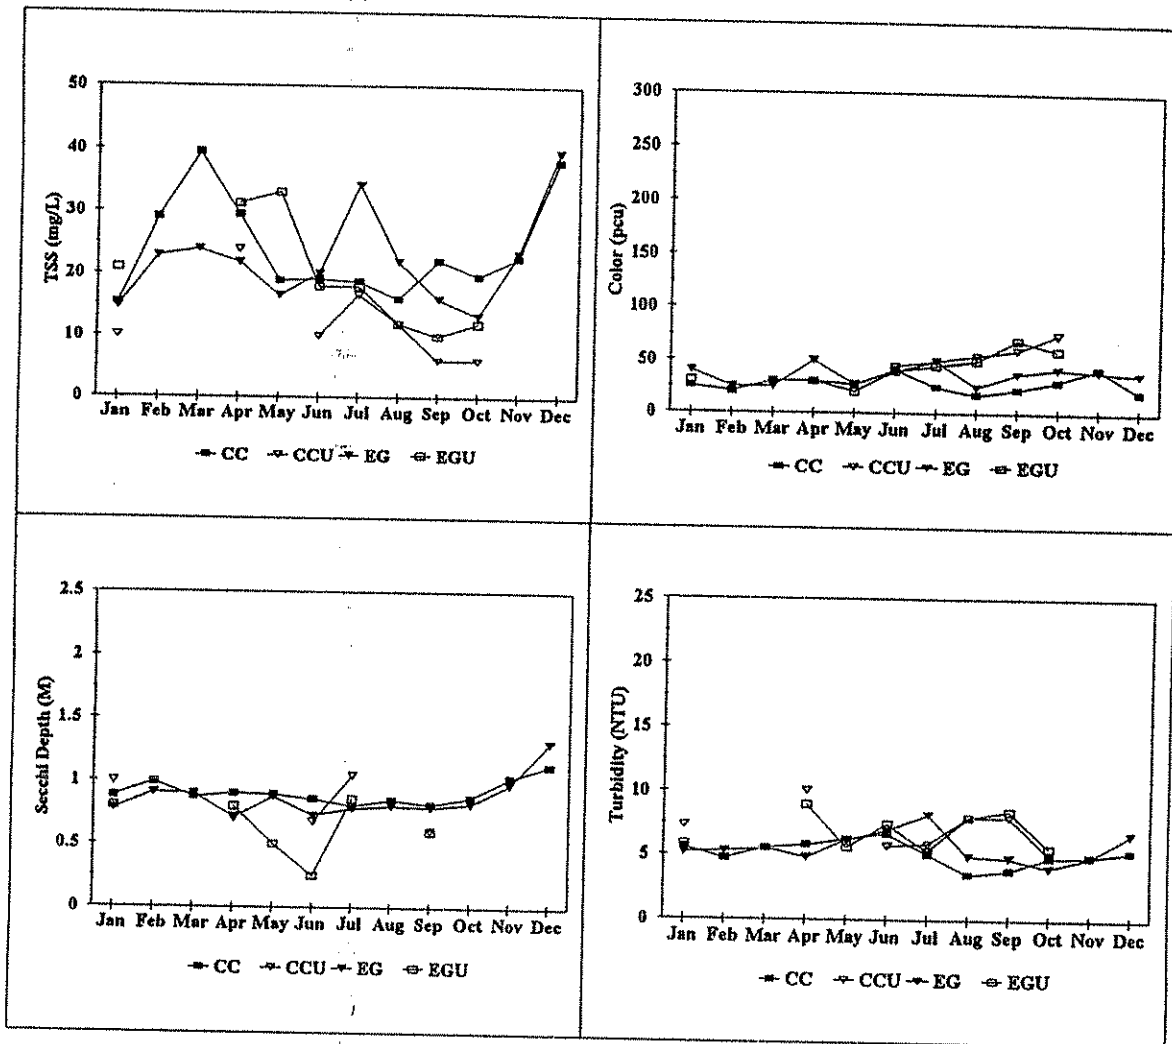 50
40
30
20
10
0
TSS (mg/L)
Jan Feb Mar Apr May Jun Jul Aug Sep Oct Nov Dec
CC CCU EG EGU
300
250
200
150
100
50
0
Color (pcu)
Jan Feb Mar Apr May Jun Jul Aug Sep Oct Nov Dec
CC CCU EG EGU
2.5
2
1.5
1
0.5
0
Secchi Depth (M)
Jan Feb Mar Apr May Jun Jul Aug Sep Oct Nov Dec
CC CCU EG EGU
25
20
15
10
5
0
Turbidity (NTU)
Jan Feb Mar Apr May Jun Jul Aug Sep Oct Nov Dec
CC CCU EG EGU